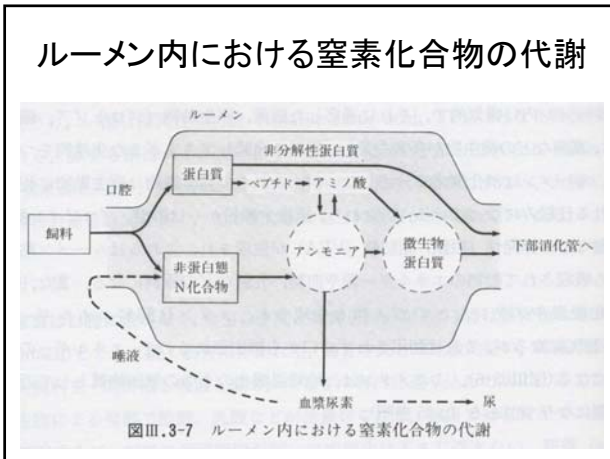 ルーメン内における窒素化合物の代謝
ルーメン
非分解性蛋白質
蛋白質
ペプチド
アミノ酸
口腔
飼料
アンモニア
微生物
蛋白質
下部消化管
非蛋白態
N化合物
唾液
血漿尿素
尿
図Ⅲ.3-7 ルーメン内における窒素化合物の代謝